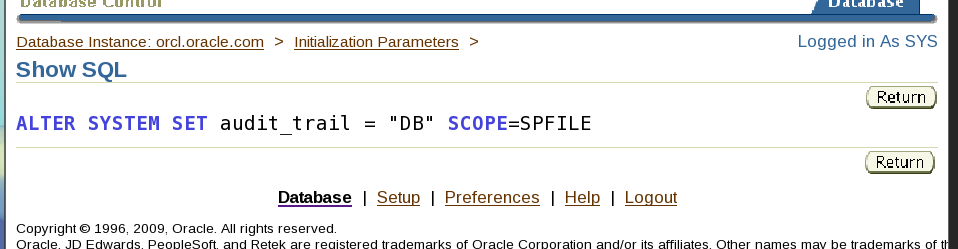 Database Control
Database
Database Instance: orcl.oracle.com > Initialization Parameters >
Logged in As SYS
Show SQL
Return
ALTER SYSTEM SET audit_trail = "DB" SCOPE=SPFILE
Return
Database | Setup | Preferences | Help | Logout
Copyright © 1996, 2009, Oracle. All rights reserved.
Oracle, JD Edwards, PeopleSoft, and Retek are registered trademarks of Oracle Corporation and/or its affiliates. Other names may be trademarks of th